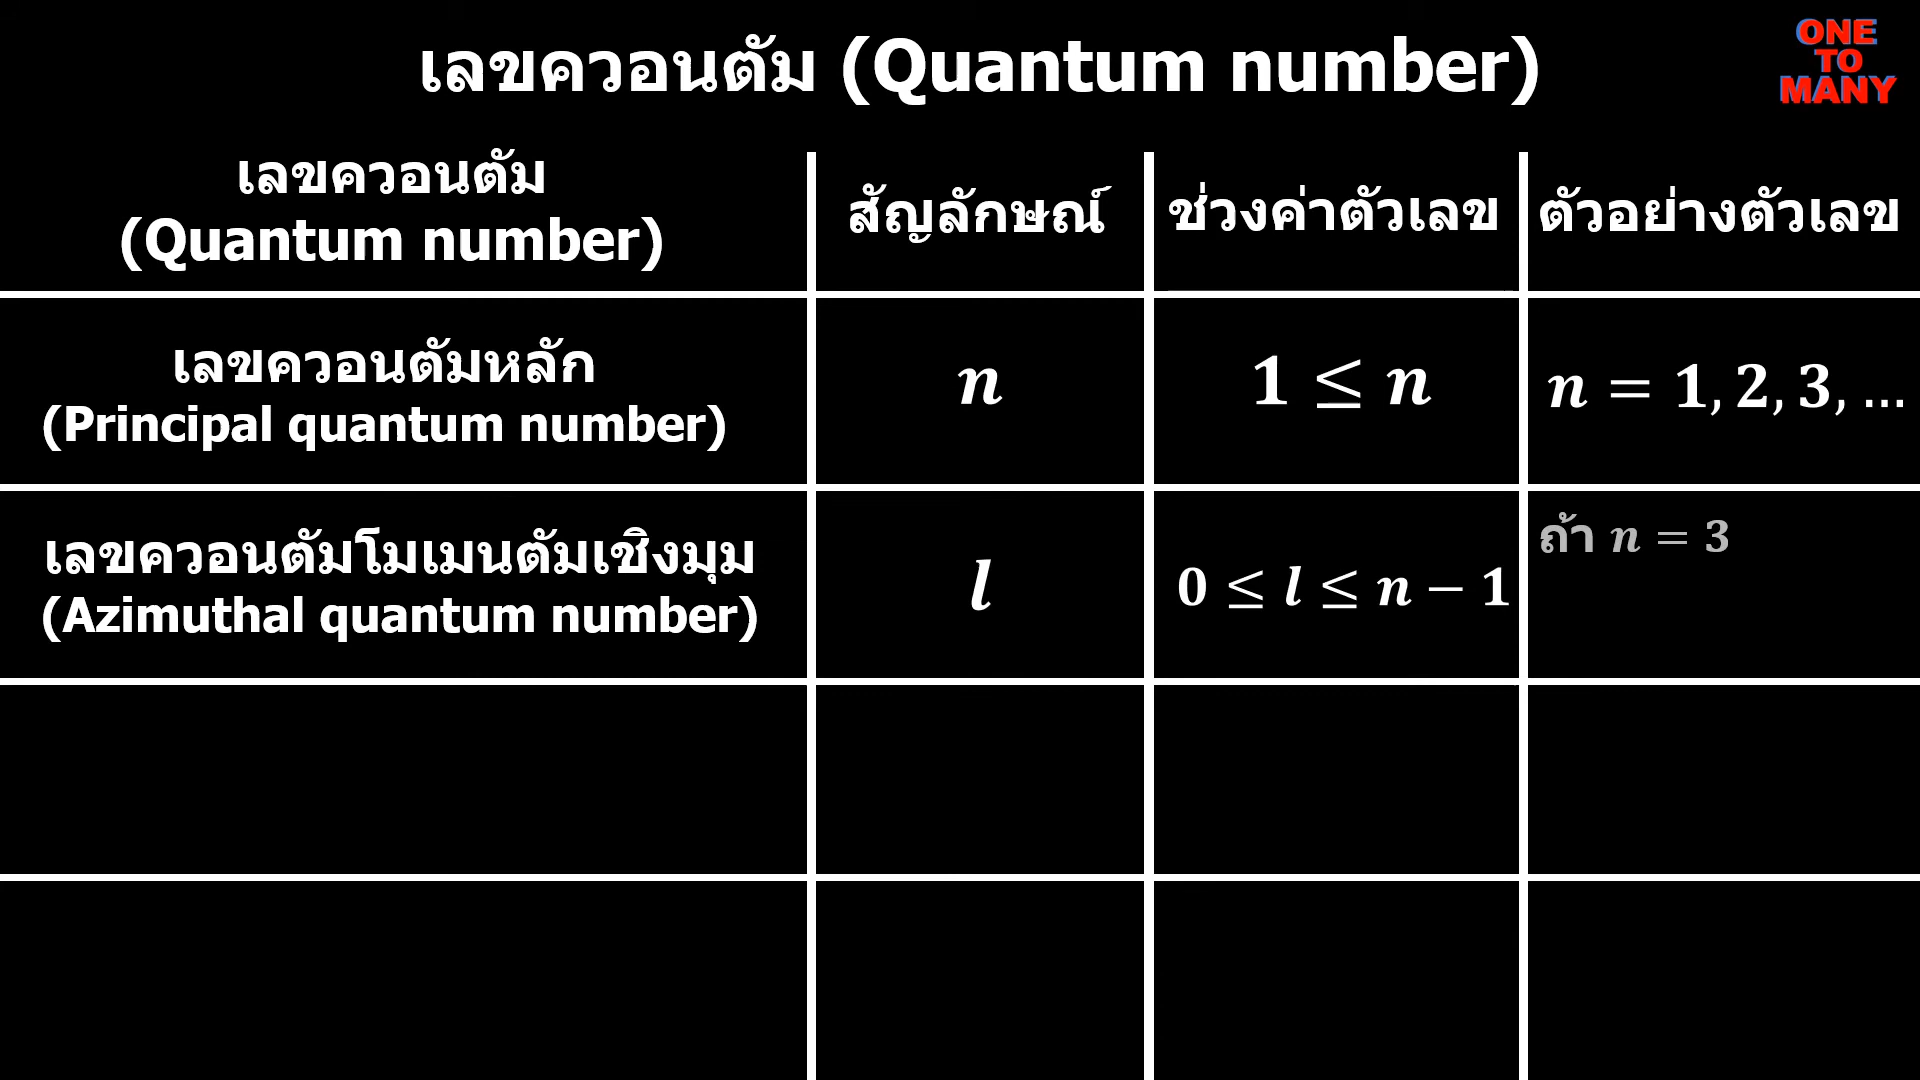 เลขควอนตัม (Quantum number)
ONE
TO
MANY
เลขควอนตัม
(Quantum number)
สัญลักษณ์
ช่วงค่าตัวเลข
ตัวอย่างตัวเลข
เลขควอนตัมหลัก
(Principal quantum number)
n
1 ≤ n
n = 1, 2, 3, ...
เลขควอนตัมโมเมนตัมเชิงมุม
(Azimuthal quantum number)
l
0 ≤ l ≤ n − 1
ถ้า n = 3